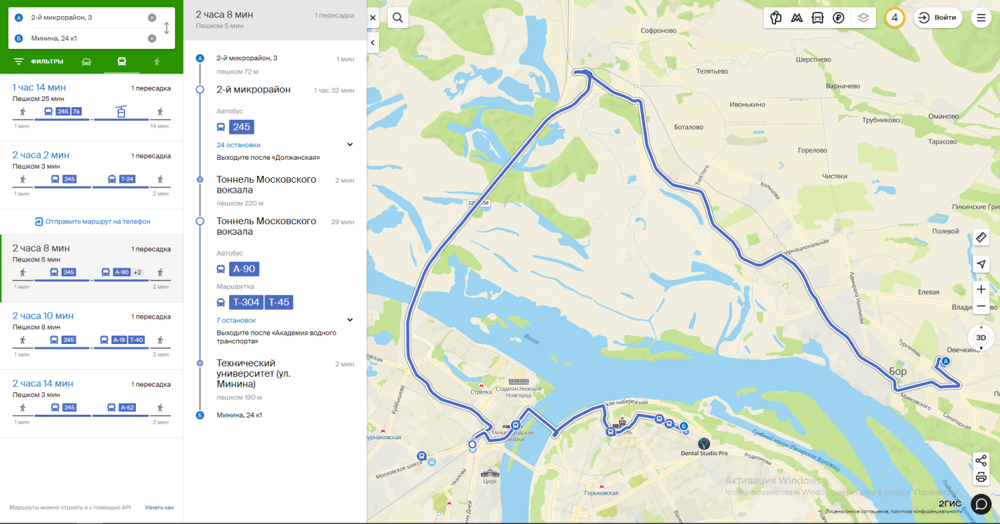 А
2-й микрорайон, 3
Б
Минина, 24 к1
ФИЛЬТРЫ
1 час 14 мин
1 пересадка
Пешком 25 мин
245 7а
1 мин
14 мин
2 часа 2 мин
1 пересадка
Пешком 3 мин
245
Т-24
1 мин
2 мин
Отправить маршрут на телефон
2 часа 8 мин
1 пересадка
Пешком 5 мин
245
А-90 +2
1 мин
2 мин
2 часа 10 мин
1 пересадка
Пешком 8 мин
245
А-19 Т-40
1 мин
2 мин
2 часа 14 мин
1 пересадка
Пешком 3 мин
245
А-52
1 мин
2 мин
Маршруты можно строить и с помощью API
Узнать как
2 часа 8 мин
1 пересадка
Пешком 5 мин
А
2-й микрорайон, 3
1 мин
пешком 72 м
2-й микрорайон
1 час 32 мин
Автобус
245
24 остановки
Выходите после «Должанская»
Тоннель Московского
вокзала
2 мин
пешком 220 м
Тоннель Московского
вокзала
29 мин
Автобус
А-90
Маршрутка
Т-304 Т-45
7 остановок
Выходите после «Академия водного
транспорта»
Технический
университет (ул.
Минина)
2 мин
пешком 190 м
Б
Минина, 24 к1
4
Войти
Софроново
Шерстнево
Телятьево
Варначево
Ивонькино
Оманово
Трубниково
Боталово
Тарасово
Горелово
Чистяки
Толстого
Кольцова
Пикинские Гри
Полевой
Адмирала Нахимова
Елевая
Влади
3D
Тургенева
Овечкино
А
Бор
Маяковского
Санаторная
Волга
Стрелка
Стадион Нижний
Новгород
Куйбышева
кая набережная
Б
Гребной канал (Печерская Воложка)
Dental Studio Pro
Родионова
Московское шоссе
Чкалова
Цирк
Горьковская
Активация Windows
Чтобы активировать Windows, перейдите в раздел "Параметр
2ГИС
Лицензионное соглашение, политика конфиденциальности